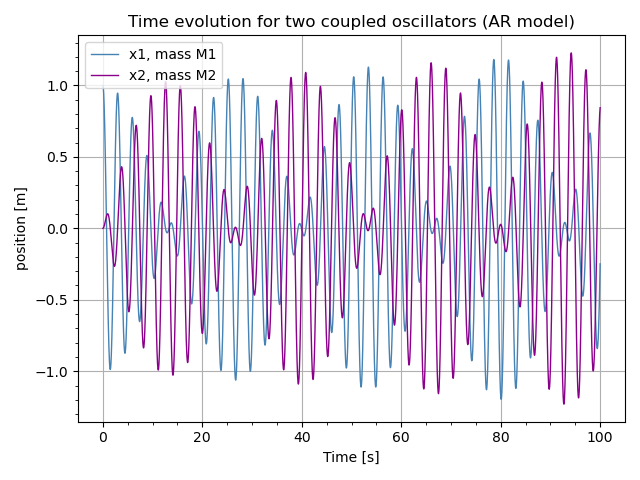 Time evolution for two coupled oscillators (AR model)
x1, mass M1
x2, mass M2
position [m]
1.0
0.5
0.0
−0.5
−1.0
0 20 40 60 80 100
Time [s]